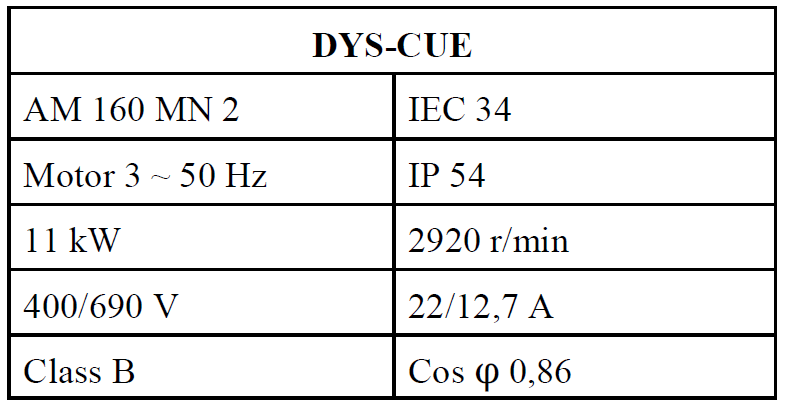 DYS-CUE
AM 160 MN 2 IEC 34
Motor 3 ~ 50 Hz IP 54
11 kW 2920 r/min
400/690 V 22/12,7 A
Class B Cos φ 0,86